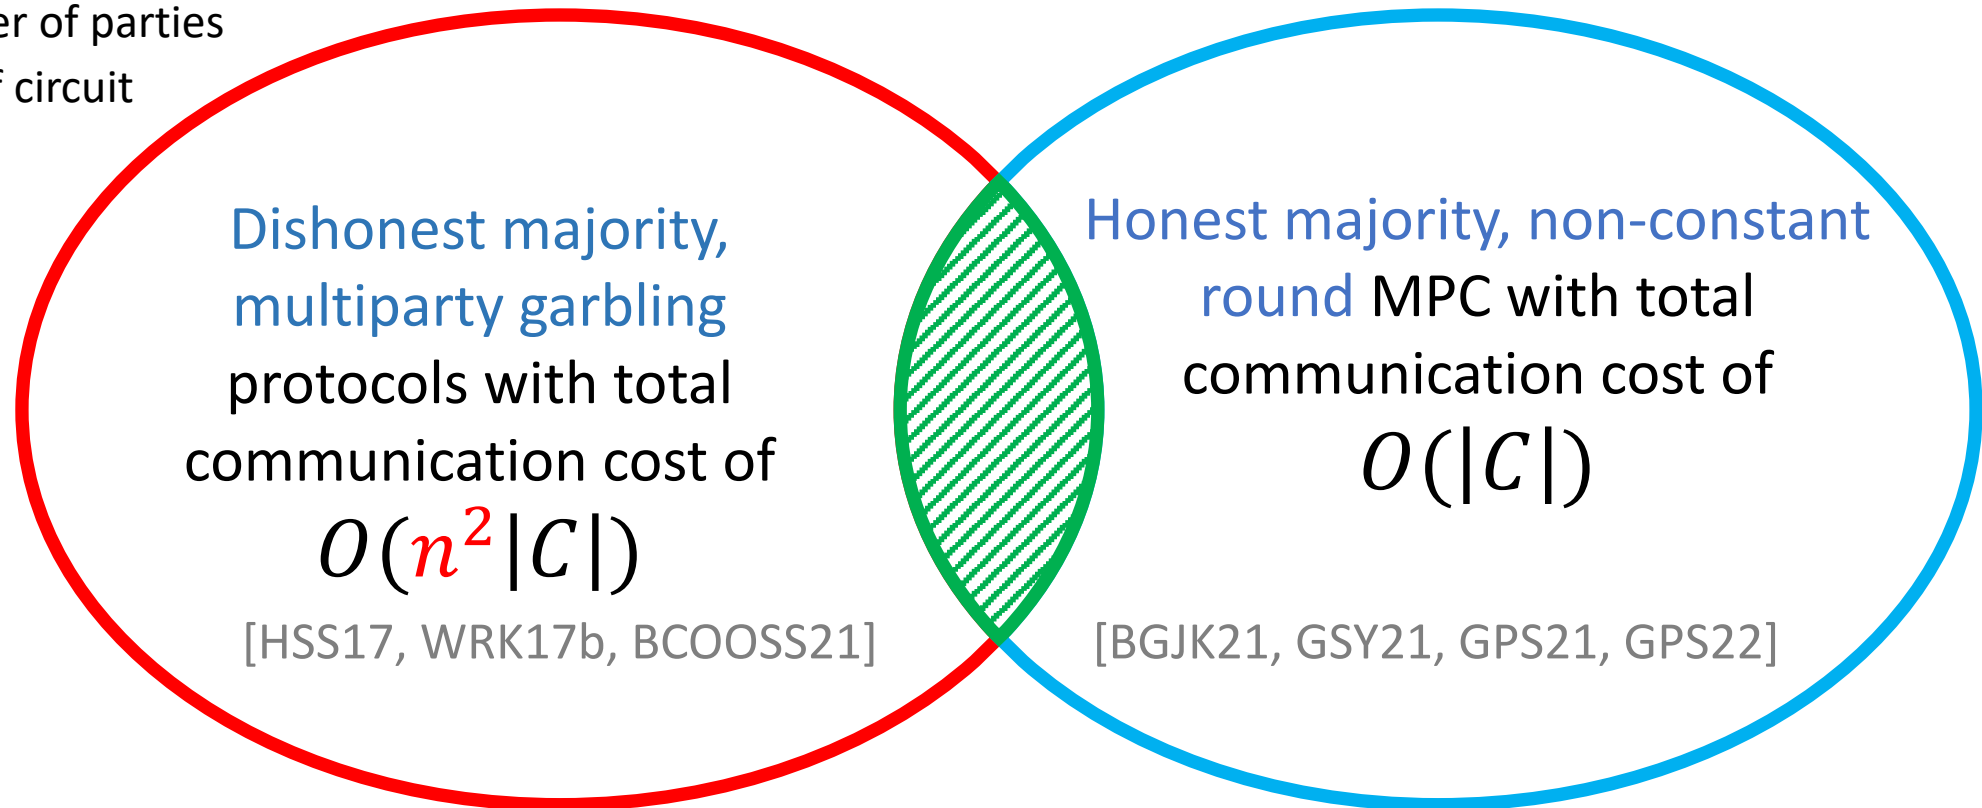 er of parties
f circuit
Dishonest majority,
multiparty garbling
protocols with total
communication cost of
O(n²|C|)
[HSS17, WRK17b, BCOOSS21]
Honest majority, non-constant
round MPC with total
communication cost of
O(|C|)
[BGJK21, GSY21, GPS21, GPS22]